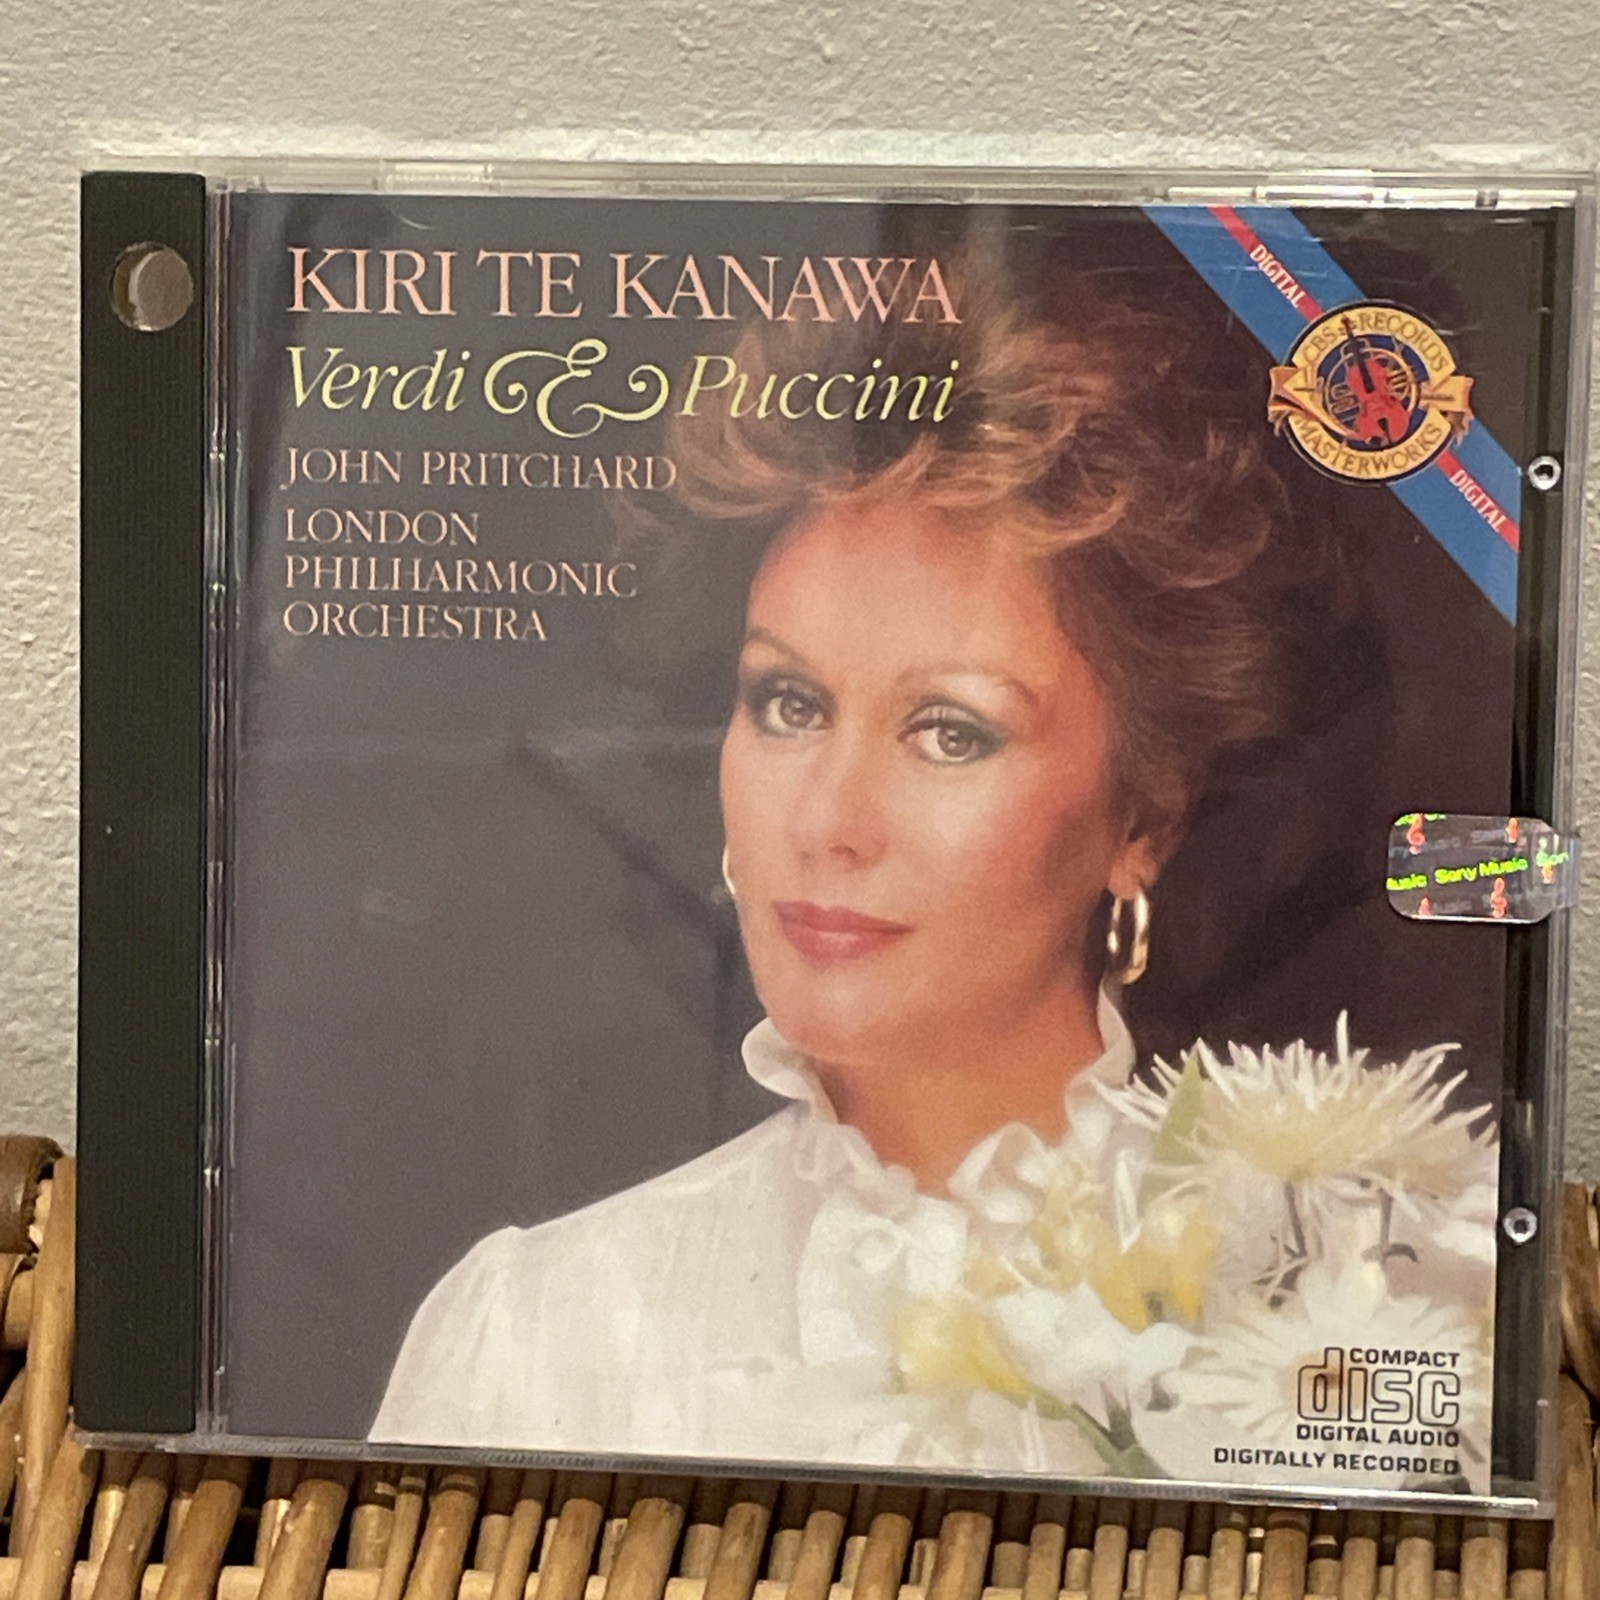 KIRI TE KANAWA
Verdi & Puccini
JOHN PRITCHARD
LONDON
PHILHARMONIC
ORCHESTRA
DIGITAL
CBS RECORDS
MASTERWORKS
DIGITAL
Sony Music
COMPACT
disc
DIGITAL AUDIO
DIGITALLY RECORDED